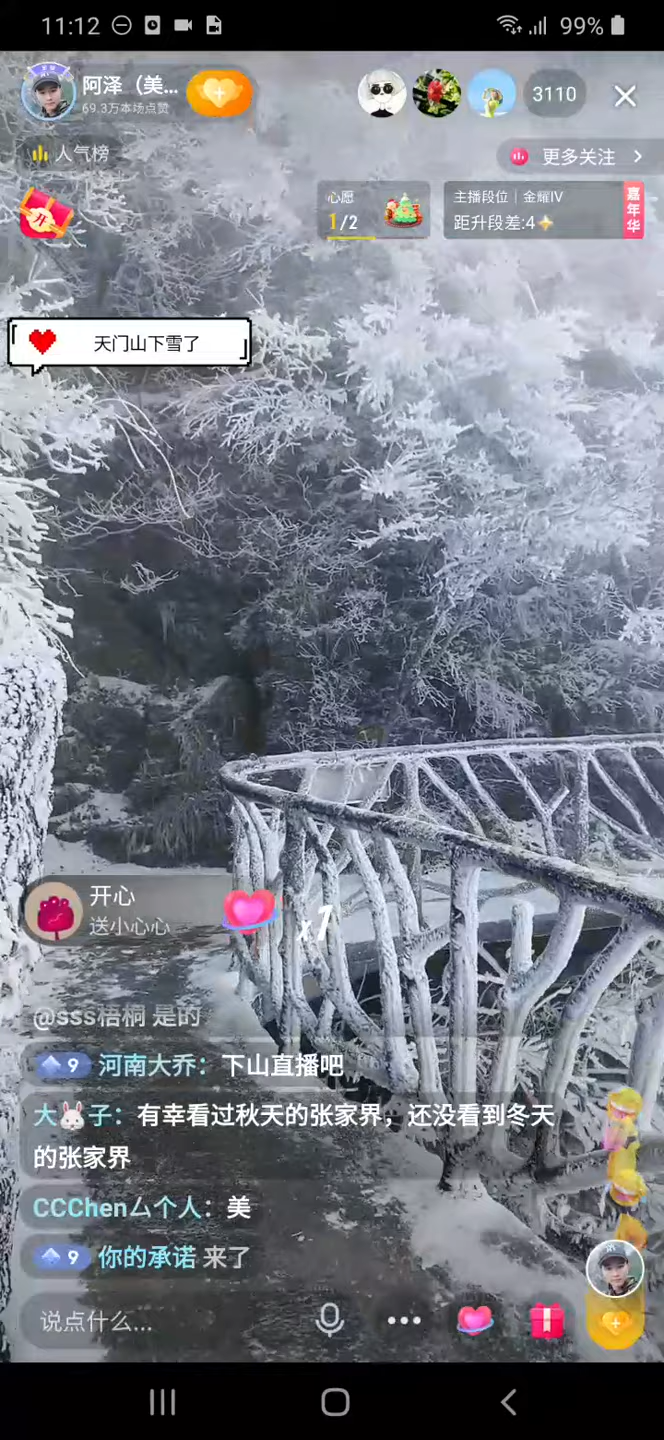 11:12
99%
阿泽（美...
69.3万本场点赞
3110
人气榜
更多关注
开
心愿
1/2
主播段位｜金耀IV
距升段差:4
嘉年华
天门山下雪了
开心
送小心心
x1
@sss梧桐 是的
9 河南大乔：下山直播吧
大🐰子：有幸看过秋天的张家界，还没看到冬天
的张家界
CCChen厶个人：美
9 你的承诺 来了
说点什么...